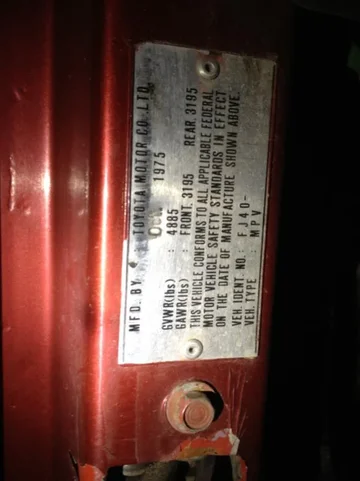 MFD. BY TOYOTA MOTOR CO., LTD.
Oct. 1975
GVWR(lbs) : 4885
GAWR(lbs) : FRONT 3195 REAR 3195
THIS VEHICLE CONFORMS TO ALL APPLICABLE FEDERAL
MOTOR VEHICLE SAFETY STANDARDS IN EFFECT
ON THE DATE OF MANUFACTURE SHOWN ABOVE.
VEH. IDENT. NO. : FJ40-
VEH. TYPE : MPV